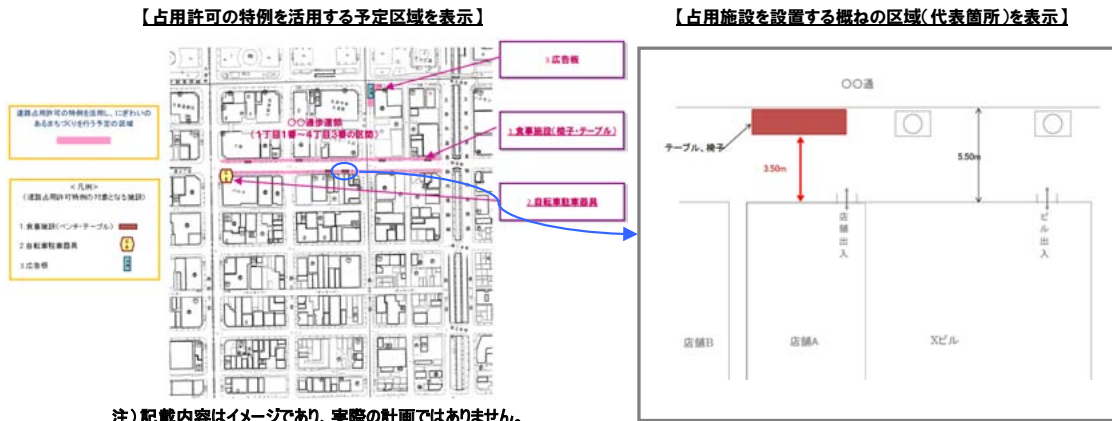 【占用許可の特例を活用する予定区域を表示】
【占用施設を設置する概ねの区域（代表箇所）を表示】
道路占用許可の特例を活用し、にぎわいの
あるまちづくりを行う予定の区域
＜凡例＞
（道路占用許可特例の対象となる施設）
1.食事施設（ベンチ・テーブル）
2.自転車駐車器具
3.広告板
〇〇通歩道部
（1丁目1番～4丁目3番の区間）
3.広告板
1.食事施設（椅子・テーブル）
2.自転車駐車器具
〇〇通
テーブル、椅子
3.50m
5.50m
店舗出入
ビル出入
店舗B
店舗A
Xビル
注）記載内容はイメージであり、実際の計画ではありません。